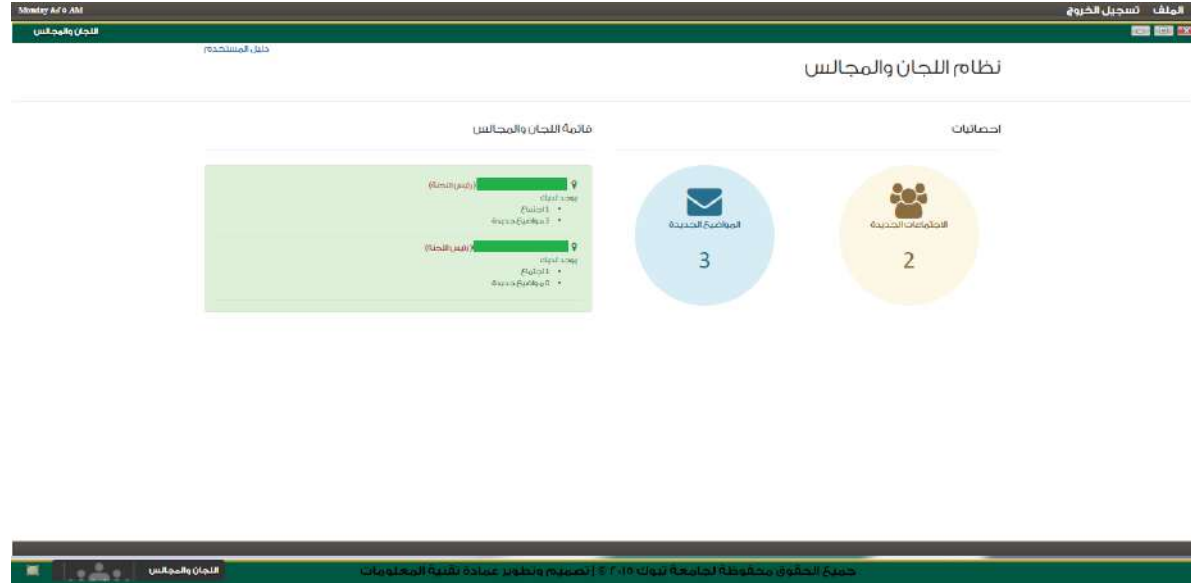 الملف تسجيل الخروج
اللجان والمجالس
دليل المستخدم
نظام اللجان والمجالس
احصائيات
الاجتماعات الجديدة
2
المواضيع الجديدة
3
قائمة اللجان والمجالس
(رئيس اللجنة)
يوجد لديك
1 اجتماع
3 مواضيع جديدة
(رئيس اللجنة)
يوجد لديك
1 اجتماع
0 مواضيع جديدة
جميع الحقوق محفوظة لجامعة تبوك ٢٠١٥ © | تصميم وتطوير عمادة تقنية المعلومات
اللجان والمجالس